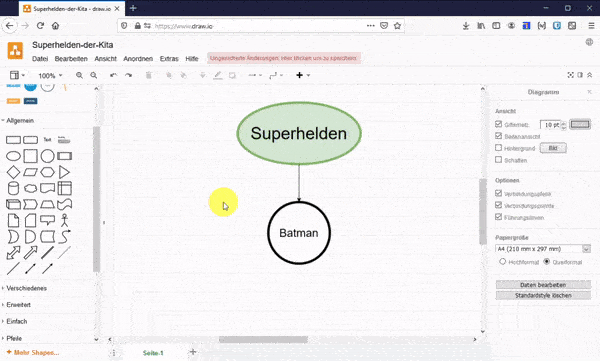 Superhelden-der-Kita - draw.io
https://www.draw.io
Superhelden-der-Kita
Datei Bearbeiten Ansicht Anordnen Extras Hilfe
Ungesicherte Änderungen. Hier klicken um zu speichern.
100%
Allgemein
Text
Verschiedenes
Erweitert
Einfach
Pfeile
+ Mehr Shapes...
Superhelden
Batman
Seite-1
Diagramm
Ansicht
Gitternetz 10 pt
Seitenansicht
Hintergrund Bild
Schatten
Optionen
Verbindungspfeile
Verbindungspunkte
Führungslinien
Papiergröße
A4 (210 mm x 297 mm)
Hochformat Querformat
Daten bearbeiten
Standardstyle löschen